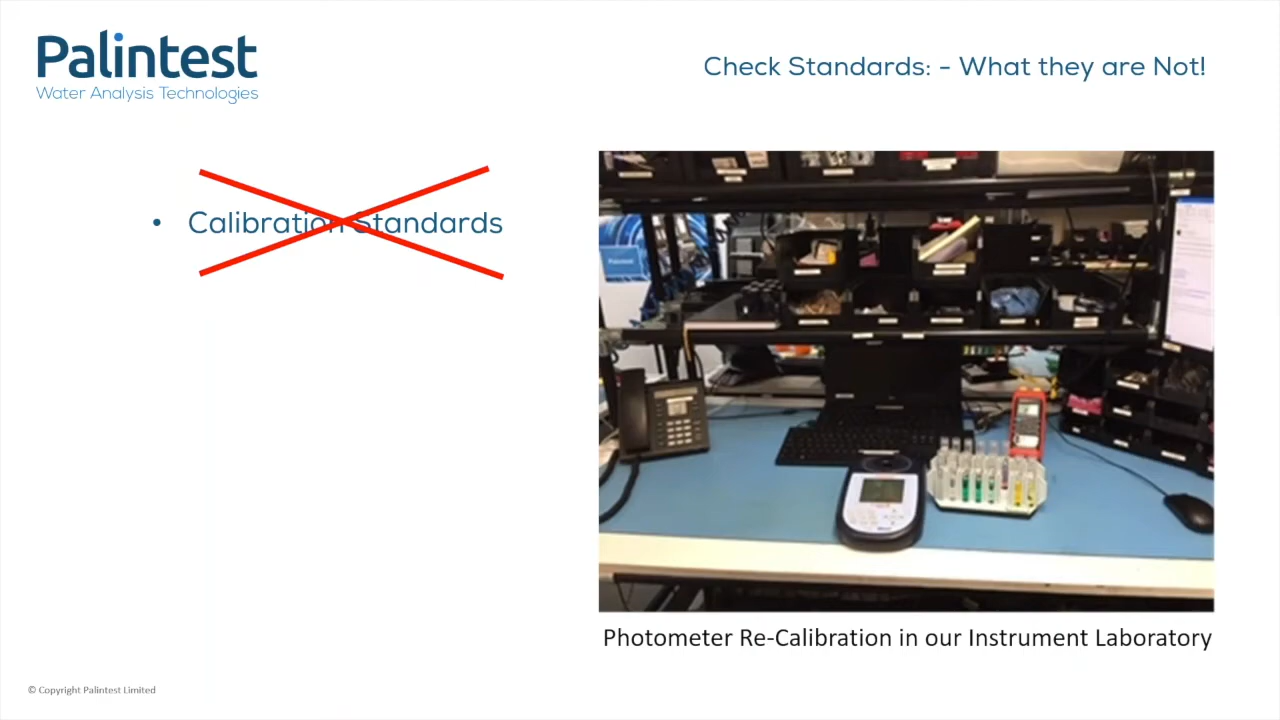 Palintest
Water Analysis Technologies
Check Standards: - What they are Not!
• Calibration Standards
Palintest
Photometer Re-Calibration in our Instrument Laboratory
© Copyright Palintest Limited